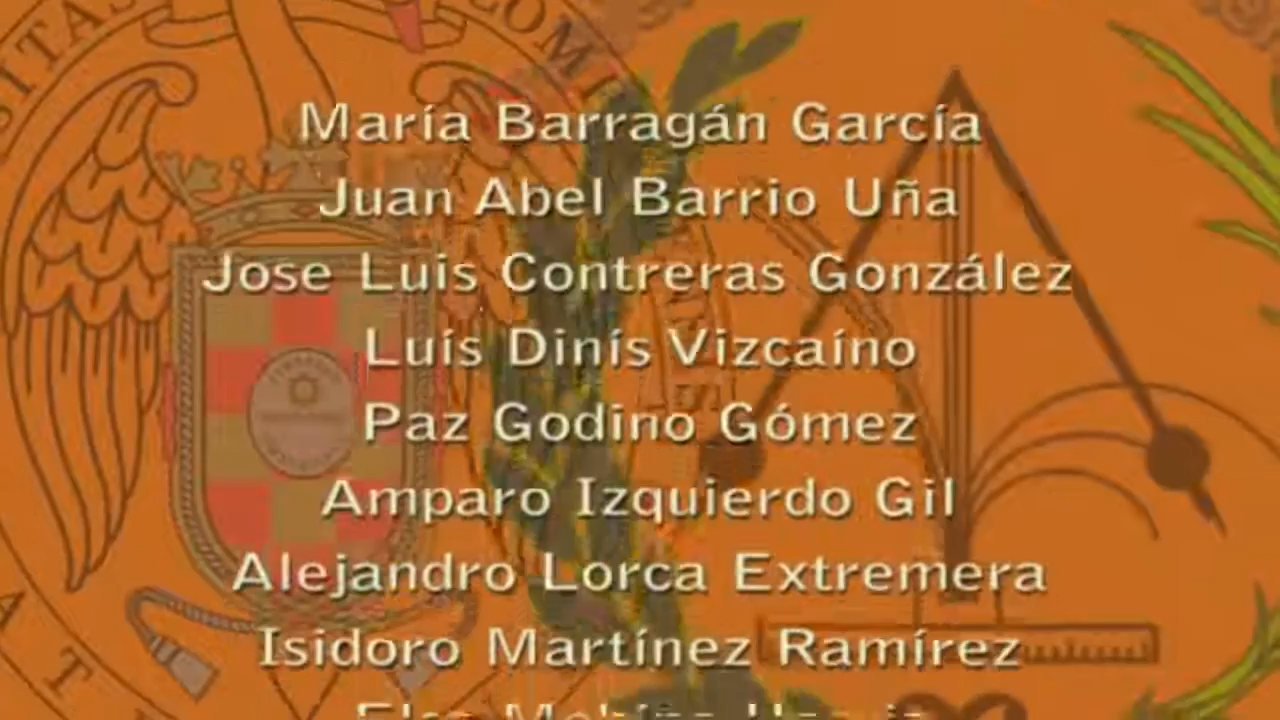 María Barragán García
Juan Abel Barrio Uña
Jose Luis Contreras González
Luís Dinís Vizcaíno
Paz Godino Gómez
Amparo Izquierdo Gil
Alejandro Lorca Extremera
Isidoro Martínez Ramírez